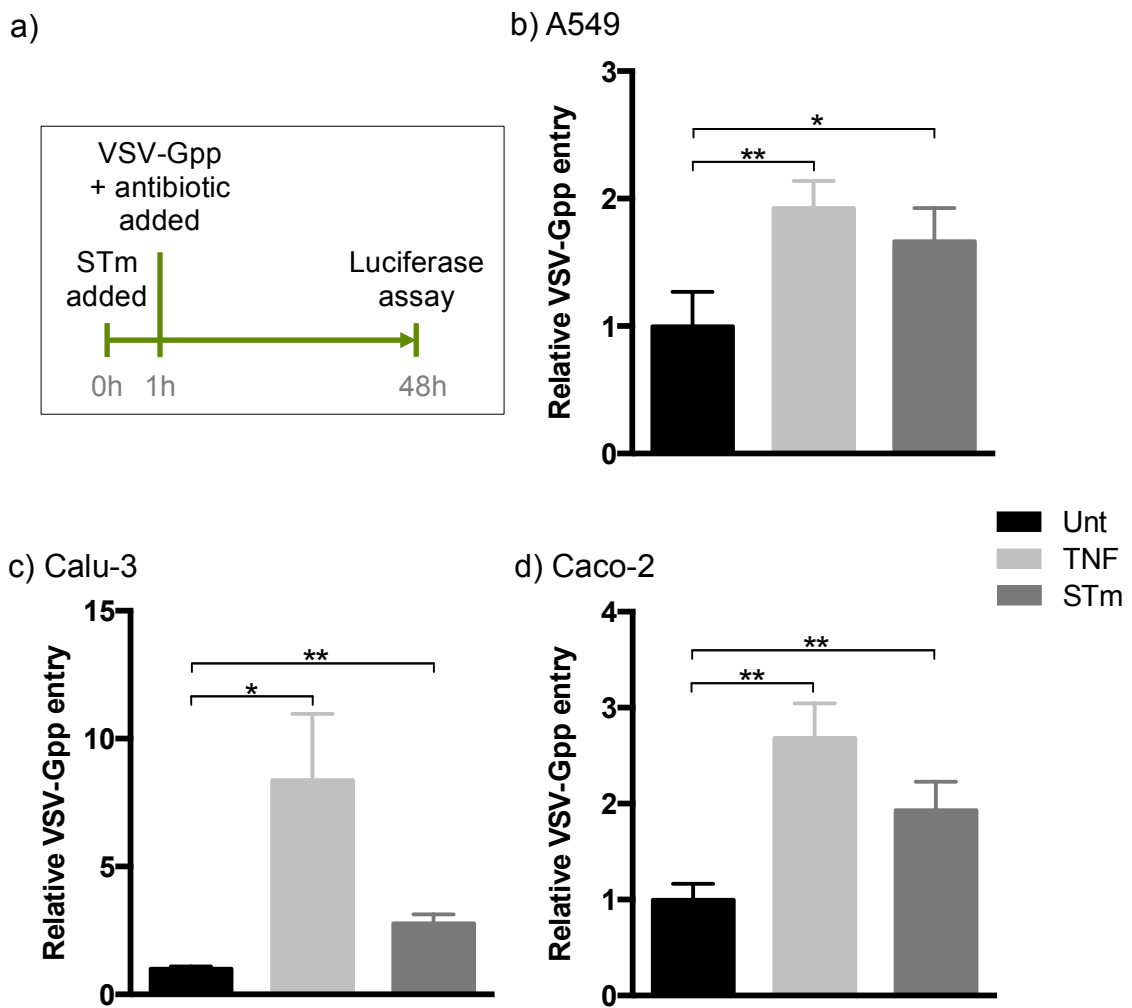 a)
VSV-Gpp
+ antibiotic
added
STm
added
Luciferase
assay
0h
1h
48h
b) A549
Relative VSV-Gpp entry
3
2
1
0
*
**
Unt
TNF
STm
c) Calu-3
Relative VSV-Gpp entry
15
10
5
0
**
*
d) Caco-2
Relative VSV-Gpp entry
4
3
2
1
0
**
**